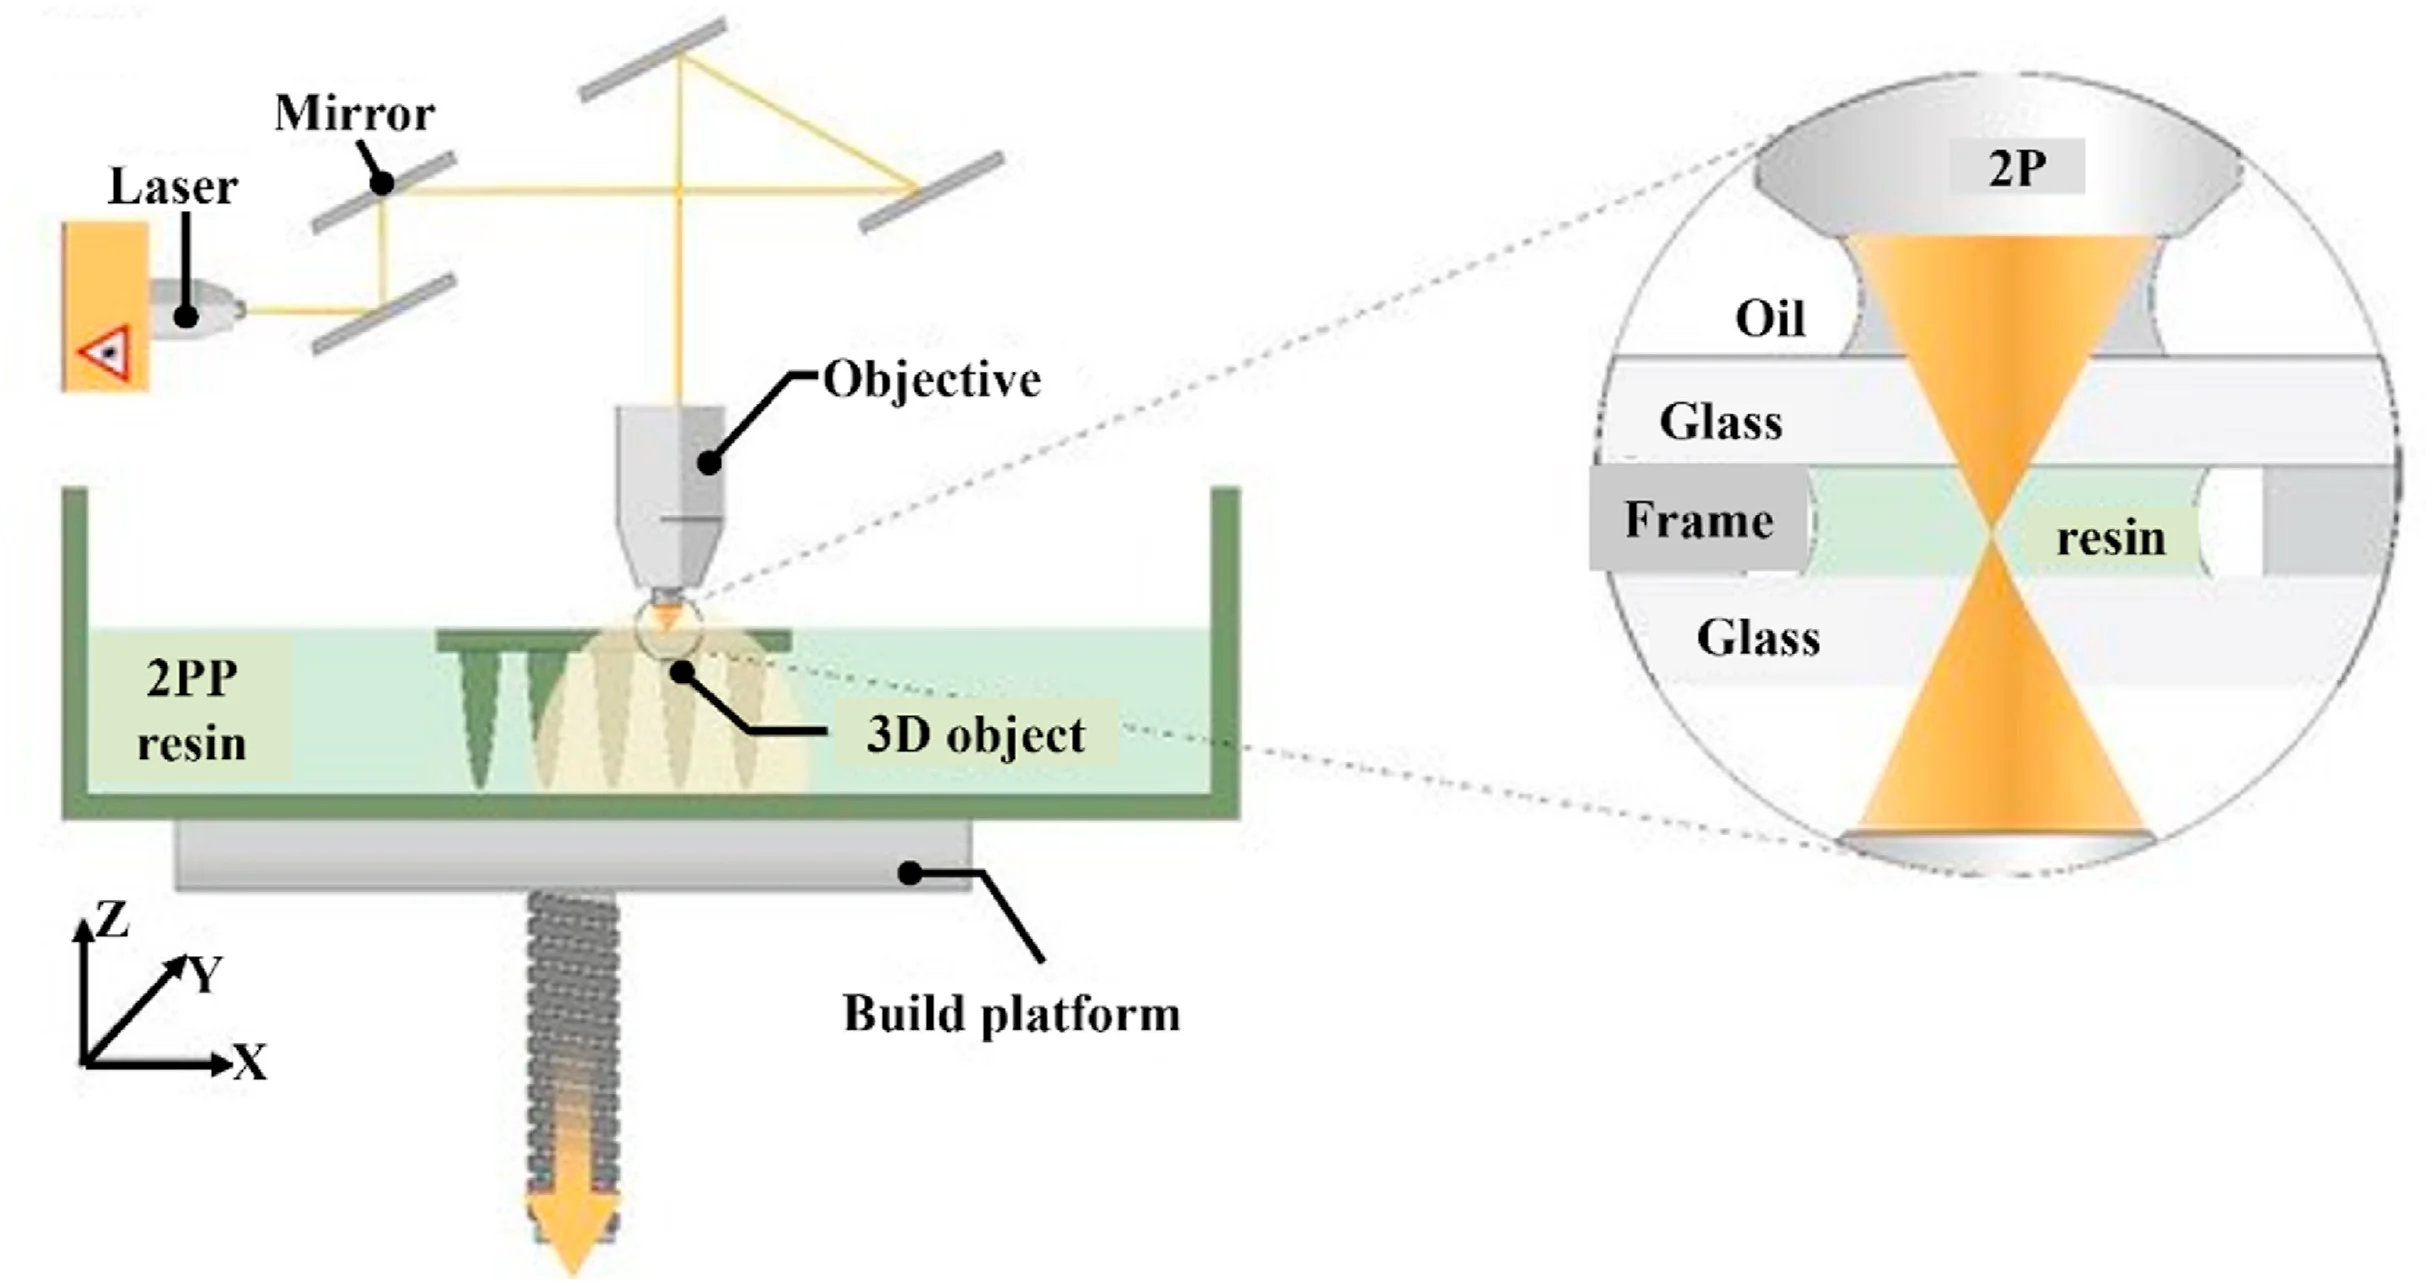 Mirror
Laser
Objective
2PP
resin
3D object
Build platform
Z
Y
X
2P
Oil
Glass
Frame
resin
Glass